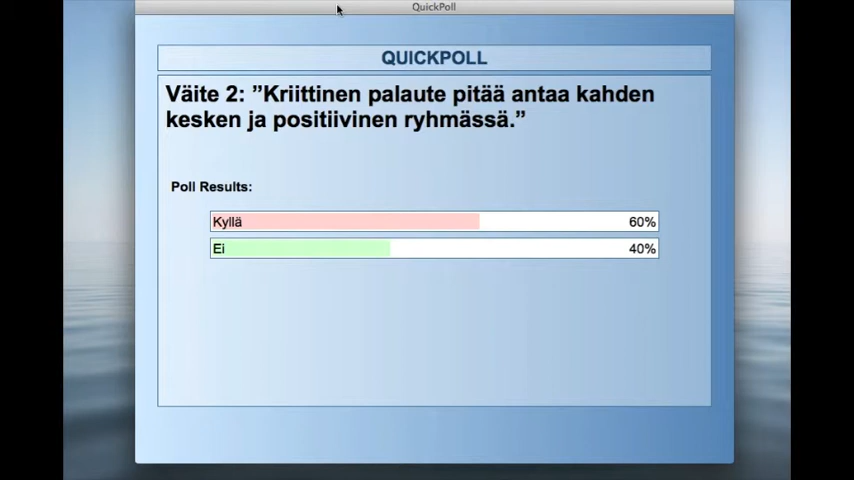 QuickPoll
QUICKPOLL
Väite 2: ”Kriittinen palaute pitää antaa kahden
kesken ja positiivinen ryhmässä.”
Poll Results:
Kyllä 60%
Ei 40%